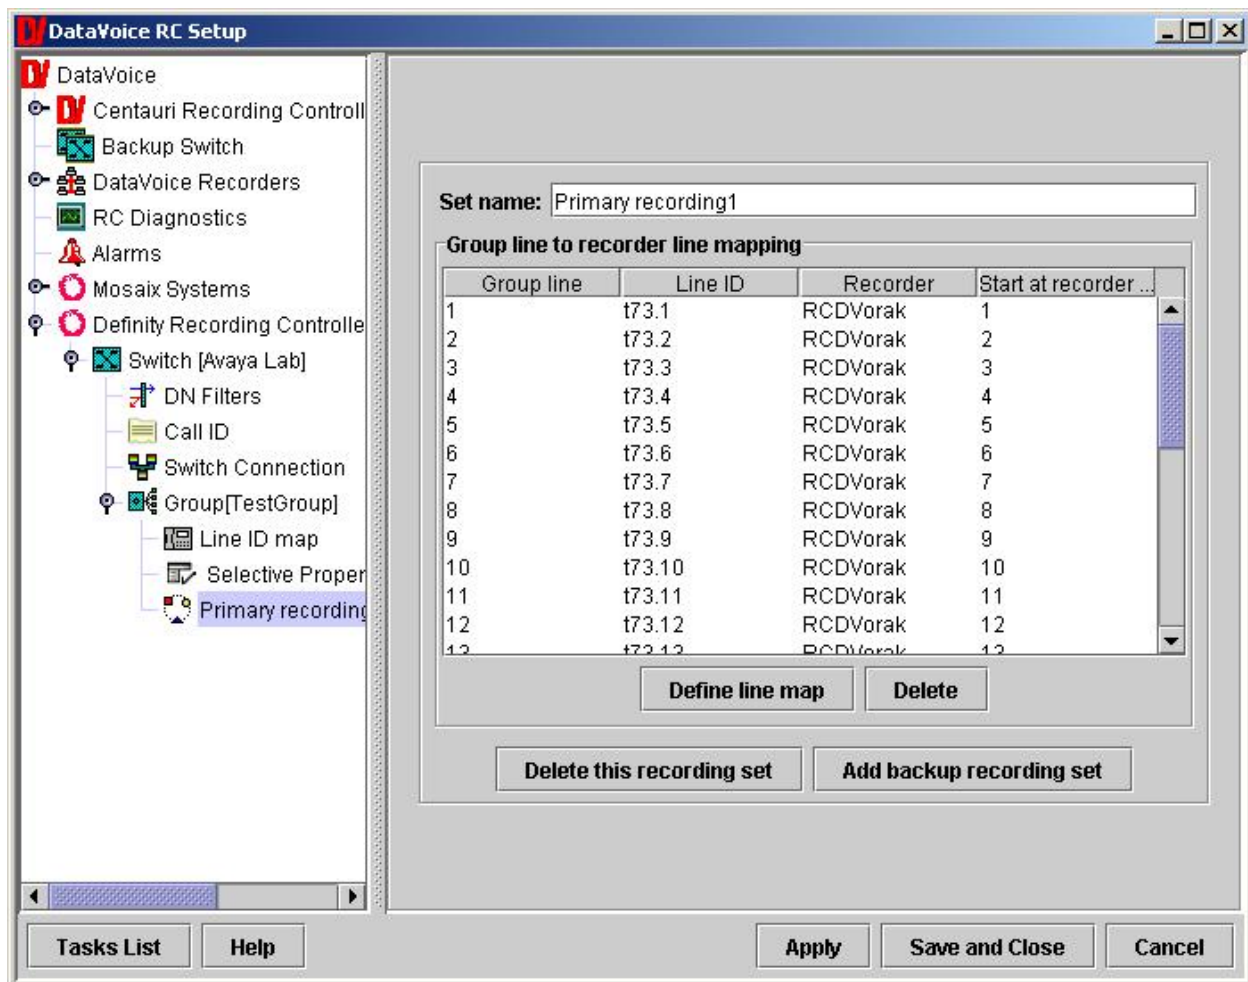 DataVoice RC Setup
DataVoice
Centauri Recording Controll
Backup Switch
DataVoice Recorders
RC Diagnostics
Alarms
Mosaix Systems
Definity Recording Controlle
Switch [Avaya Lab]
DN Filters
Call ID
Switch Connection
Group[TestGroup]
Line ID map
Selective Proper
Primary recording
Set name: Primary recording1
Group line to recorder line mapping
Group line Line ID Recorder Start at recorder ...
1 t73.1 RCDVorak 1
2 t73.2 RCDVorak 2
3 t73.3 RCDVorak 3
4 t73.4 RCDVorak 4
5 t73.5 RCDVorak 5
6 t73.6 RCDVorak 6
7 t73.7 RCDVorak 7
8 t73.8 RCDVorak 8
9 t73.9 RCDVorak 9
10 t73.10 RCDVorak 10
11 t73.11 RCDVorak 11
12 t73.12 RCDVorak 12
13 t73.13 RCDVorak 13
Define line map Delete
Delete this recording set Add backup recording set
Tasks List Help Apply Save and Close Cancel